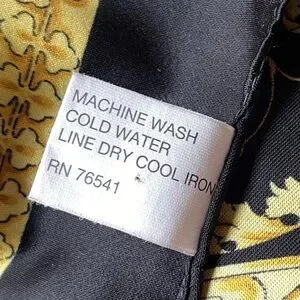 MACHINE WASH
COLD WATER
LINE DRY COOL IRON
RN 76541